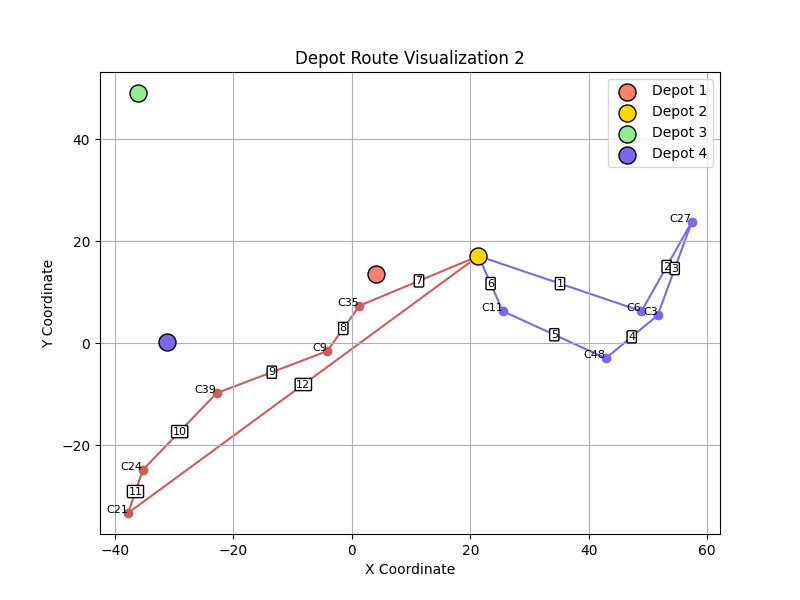 Depot Route Visualization 2
Depot 1
Depot 2
Depot 3
Depot 4
Y Coordinate
40
20
0
−20
C27
2
3
7
6
1
C35
C11
C6
C3
8
C9
5
4
C48
9
12
C39
10
C24
11
C21
−40
−20
0
20
40
60
X Coordinate